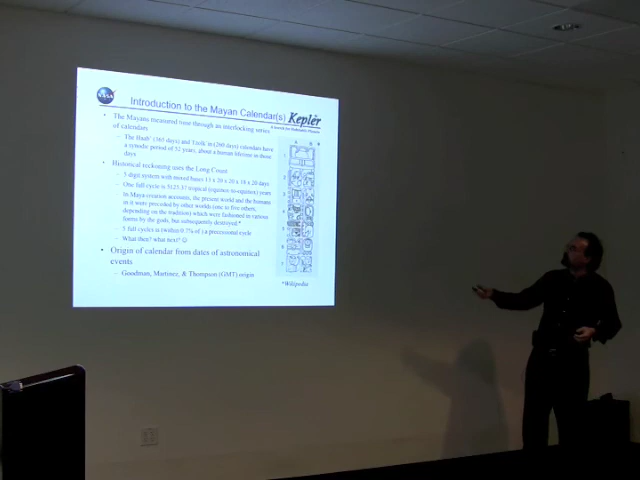 NASA
Introduction to the Mayan Calendar(s)
Kepler
• The Mayans measured time through an interlocking series
of calendars
– The Haab' (365 days) and Tzolk'in (260 days) calendars have
a synodic period of 52 years, about a human lifetime in those
days
• Historical reckoning uses the Long Count
– 5 digit system with mixed bases 13 x 20 x 20 x 18 x 20 days
– One full cycle is 5125.37 tropical (equinox to equinox) years
– In Maya creation accounts, the present world and the humans
in it were preceded by other worlds (one to five others,
depending on the tradition) which were fashioned in various
forms by the gods, but subsequently destroyed.*
– 5 full cycles is (within 0.7% of) a precessional cycle
– What then? what next? ☺
• Origin of calendar from dates of astronomical
events
– Goodman, Martinez, & Thompson (GMT) origin
*Wikipedia